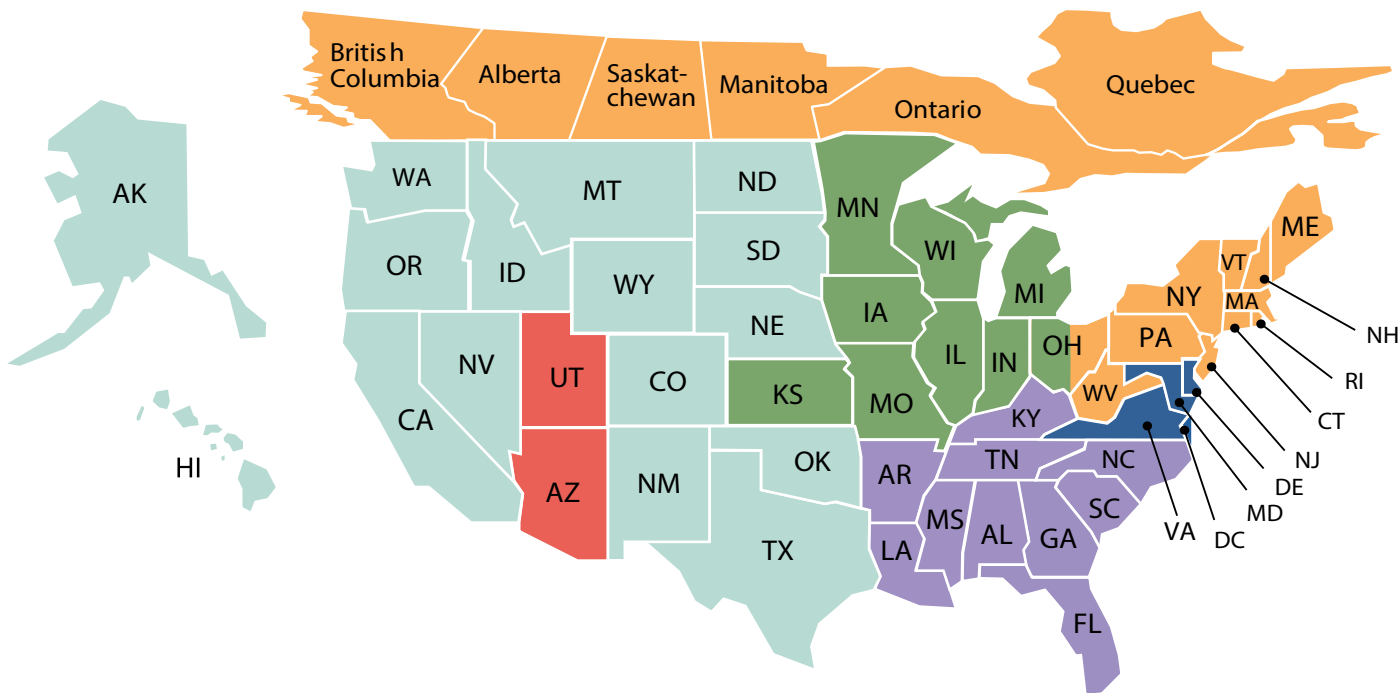 British
Columbia
Alberta
Saskat-
chewan
Manitoba
Ontario
Quebec
AK
WA
MT
ND
MN
OR
ID
WY
SD
WI
MI
ME
VT
NY
MA
NH
NE
IA
PA
RI
NV
UT
CO
KS
IL
IN
OH
WV
CT
CA
MO
KY
NJ
HI
AZ
NM
OK
AR
TN
NC
DE
MD
VA
DC
TX
LA
MS
AL
GA
SC
FL